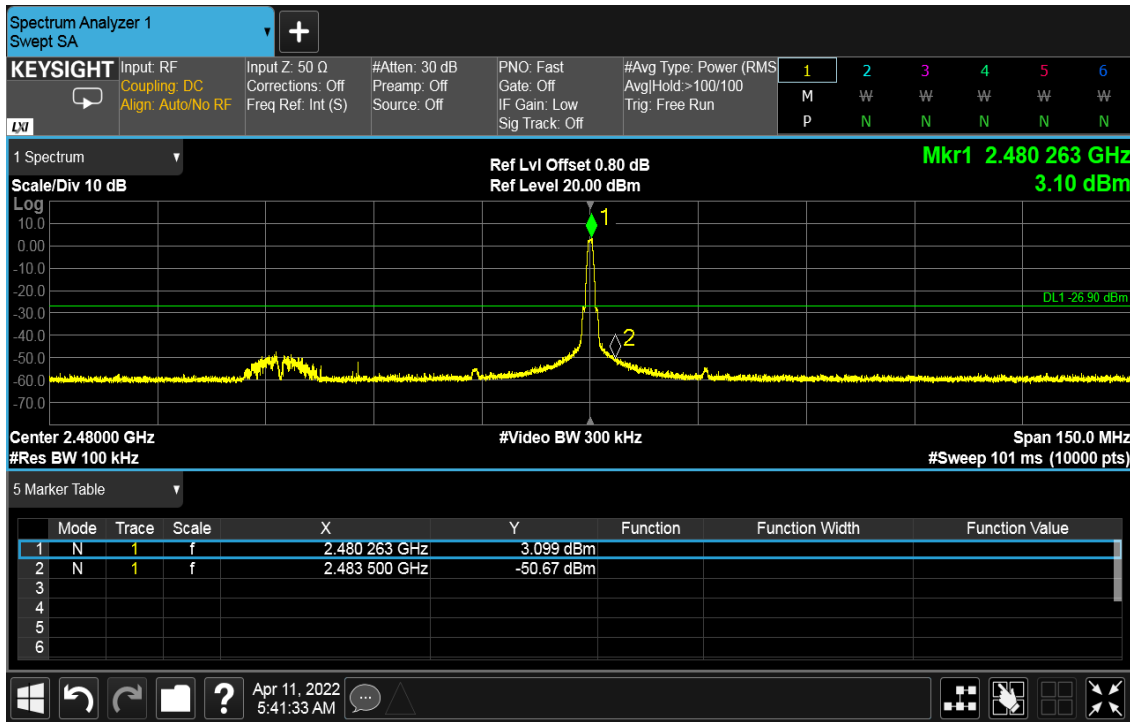 Spectrum Analyzer 1
Swept SA
+
KEYSIGHT
LXI
Input: RF
Coupling: DC
Align: Auto/No RF
Input Z: 50 Ω
Corrections: Off
Freq Ref: Int (S)
#Atten: 30 dB
Preamp: Off
Source: Off
PNO: Fast
Gate: Off
IF Gain: Low
Sig Track: Off
#Avg Type: Power (RMS
Avg|Hold:>100/100
Trig: Free Run
1 2 3 4 5 6
M W W W W W
P N N N N N
1 Spectrum
Scale/Div 10 dB
Ref Lvl Offset 0.80 dB
Ref Level 20.00 dBm
Mkr1 2.480 263 GHz
3.10 dBm
Log
10.0
0.00
-10.0
-20.0
-30.0
-40.0
-50.0
-60.0
-70.0
1
2
DL1 -26.90 dBm
Center 2.48000 GHz #Video BW 300 kHz Span 150.0 MHz
#Res BW 100 kHz #Sweep 101 ms (10000 pts)
5 Marker Table
Mode Trace Scale X Y Function Function Width Function Value
1 N 1 f 2.480 263 GHz 3.099 dBm
2 N 1 f 2.483 500 GHz -50.67 dBm
3
4
5
6
?
Apr 11, 2022
5:41:33 AM